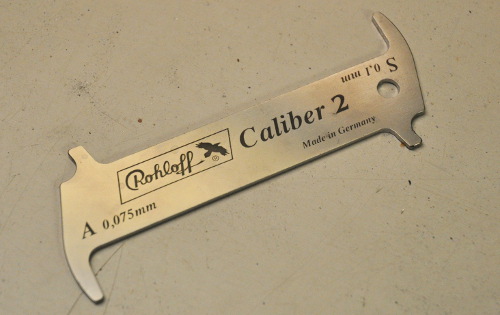 S 0,1 mm
Caliber 2
Made in Germany
Rohloff ®
A 0,075mm